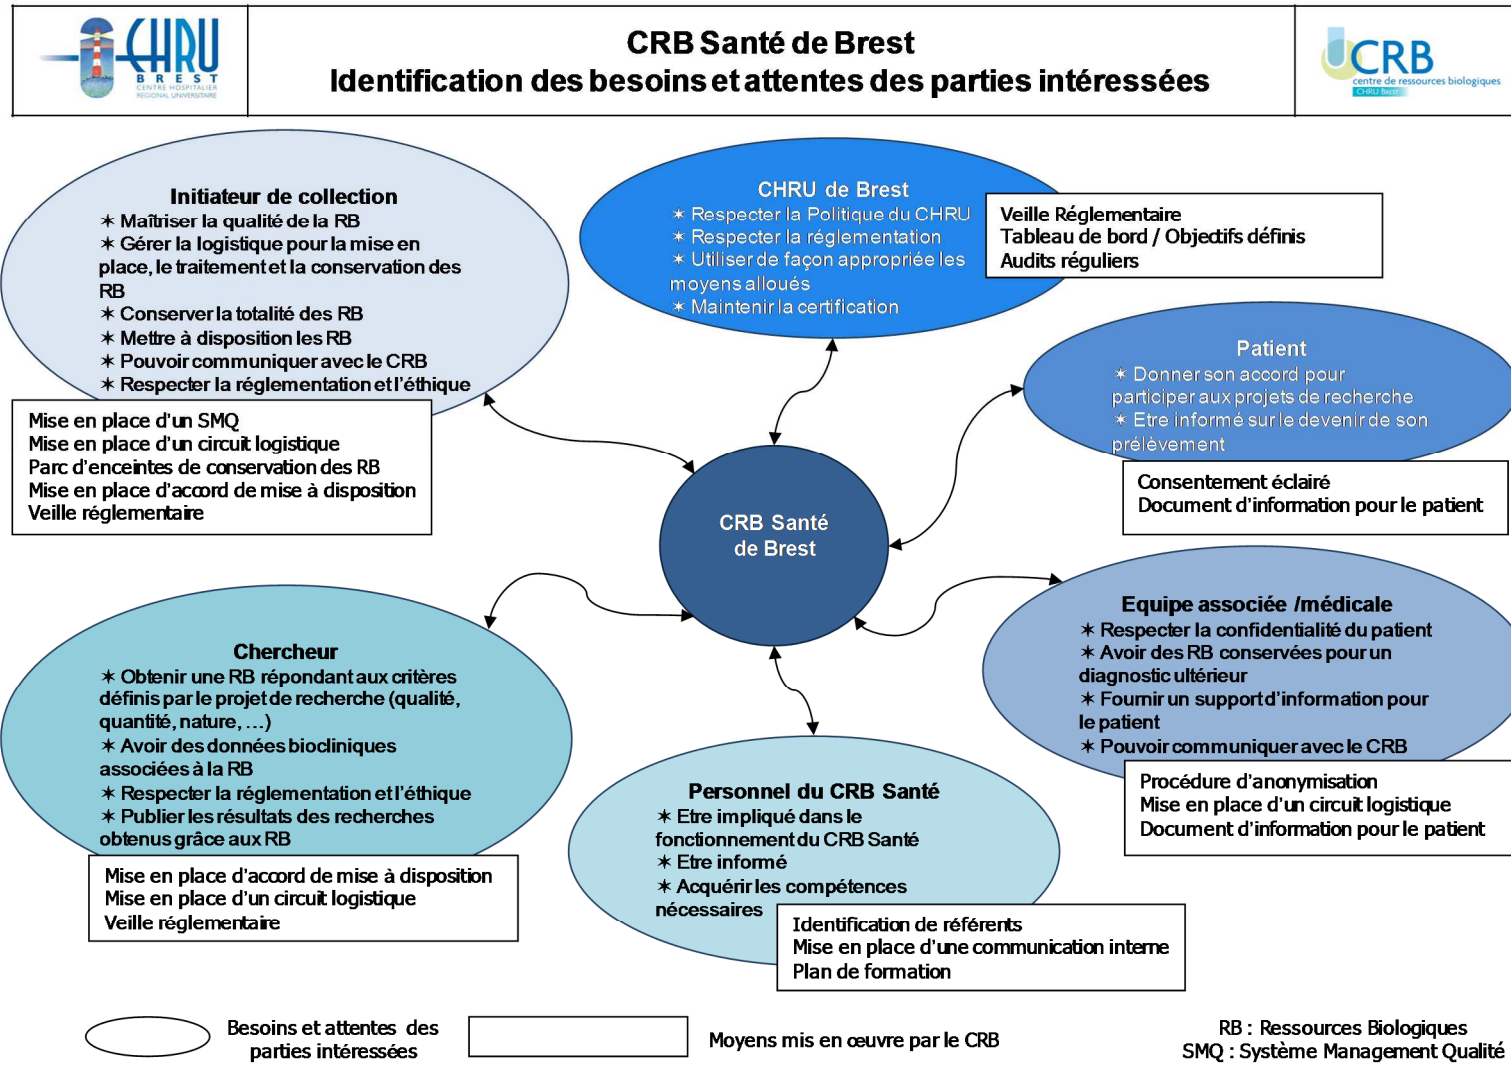 CHRU
BREST
CENTRE HOSPITALIER
REGIONAL UNIVERSITAIRE
CRB Santé de Brest
Identification des besoins et attentes des parties intéressées
CRB
centre de ressources biologiques
CHRU Brest
Initiateur de collection
✶ Maîtriser la qualité de la RB
✶ Gérer la logistique pour la mise en
place, le traitement et la conservation des
RB
✶ Conserver la totalité des RB
✶ Mettre à disposition les RB
✶ Pouvoir communiquer avec le CRB
✶ Respecter la réglementation et l'éthique
Mise en place d'un SMQ
Mise en place d'un circuit logistique
Parc d'enceintes de conservation des RB
Mise en place d'accord de mise à disposition
Veille réglementaire
CHRU de Brest
✶ Respecter la Politique du CHRU
✶ Respecter la réglementation
✶ Utiliser de façon appropriée les
moyens alloués
✶ Maintenir la certification
Veille Réglementaire
Tableau de bord / Objectifs définis
Audits réguliers
Patient
✶ Donner son accord pour
participer aux projets de recherche
✶ Etre informé sur le devenir de son
prélèvement
Consentement éclairé
Document d'information pour le patient
CRB Santé
de Brest
Equipe associée /médicale
✶ Respecter la confidentialité du patient
✶ Avoir des RB conservées pour un
diagnostic ultérieur
✶ Fournir un support d'information pour
le patient
✶ Pouvoir communiquer avec le CRB
Procédure d'anonymisation
Mise en place d'un circuit logistique
Document d'information pour le patient
Chercheur
✶ Obtenir une RB répondant aux critères
définis par le projet de recherche (qualité,
quantité, nature, …)
✶ Avoir des données biocliniques
associées à la RB
✶ Respecter la réglementation et l'éthique
✶ Publier les résultats des recherches
obtenus grâce aux RB
Mise en place d'accord de mise à disposition
Mise en place d'un circuit logistique
Veille réglementaire
Personnel du CRB Santé
✶ Etre impliqué dans le
fonctionnement du CRB Santé
✶ Etre informé
✶ Acquérir les compétences
nécessaires
Identification de référents
Mise en place d'une communication interne
Plan de formation
Besoins et attentes des
parties intéressées
Moyens mis en œuvre par le CRB
RB : Ressources Biologiques
SMQ : Système Management Qualité